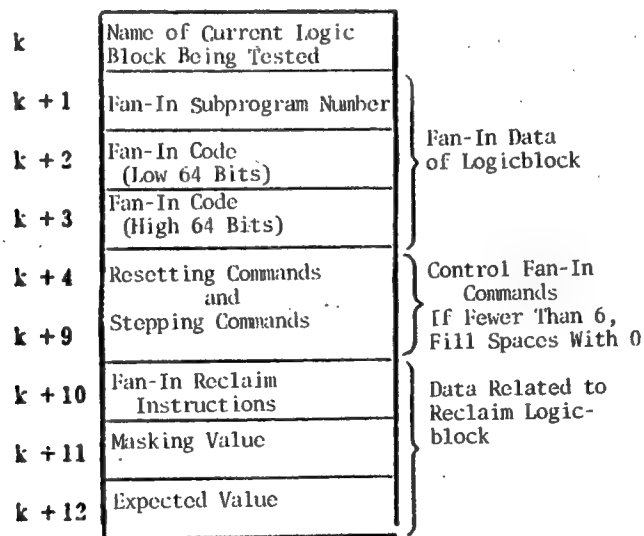 k
Name of Current Logic
Block Being Tested
k + 1
Fan-In Subprogram Number
k + 2
Fan-In Code
(Low 64 Bits)
k + 3
Fan-In Code
(High 64 Bits)
Fan-In Data
of Logicblock
k + 4
Resetting Commands
and
Stepping Commands
k + 9
Control Fan-In
Commands
If Fewer Than 6,
Fill Spaces With 0
k + 10
Fan-In Reclaim
Instructions
k + 11
Masking Value
k + 12
Expected Value
Data Related to
Reclaim Logic-
block